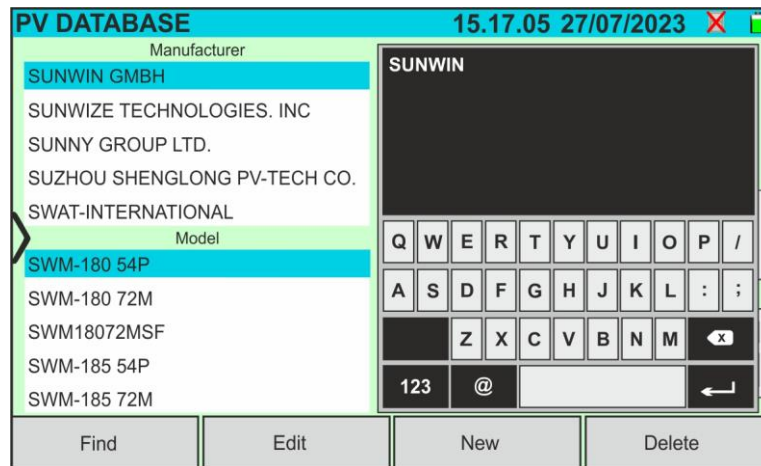 PV DATABASE 15.17.05 27/07/2023
Manufacturer
SUNWIN GMBH
SUNWIZE TECHNOLOGIES. INC
SUNNY GROUP LTD.
SUZHOU SHENGLONG PV-TECH CO.
SWAT-INTERNATIONAL
Model
SWM-180 54P
SWM-180 72M
SWM18072MSF
SWM-185 54P
SWM-185 72M
SUNWIN
Q W E R T Y U I O P /
A S D F G H J K L : ;
Z X C V B N M X
123 @
Find Edit New Delete